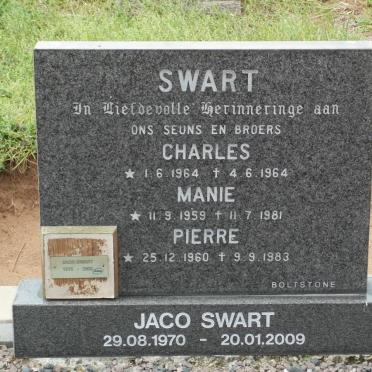 SWART
In Liefdevolle Herinneringe aan
ONS SEUNS EN BROERS
CHARLES
★ 1.6.1964 ✝ 4.6.1964
MANIE
★ 11.9.1959 ✝ 11.7.1981
PIERRE
★ 25.12.1960 ✝ 9.9.1983
BOLTSTONE
JACO SWART
JACO SWART
29.08.1970 - 20.01.2009